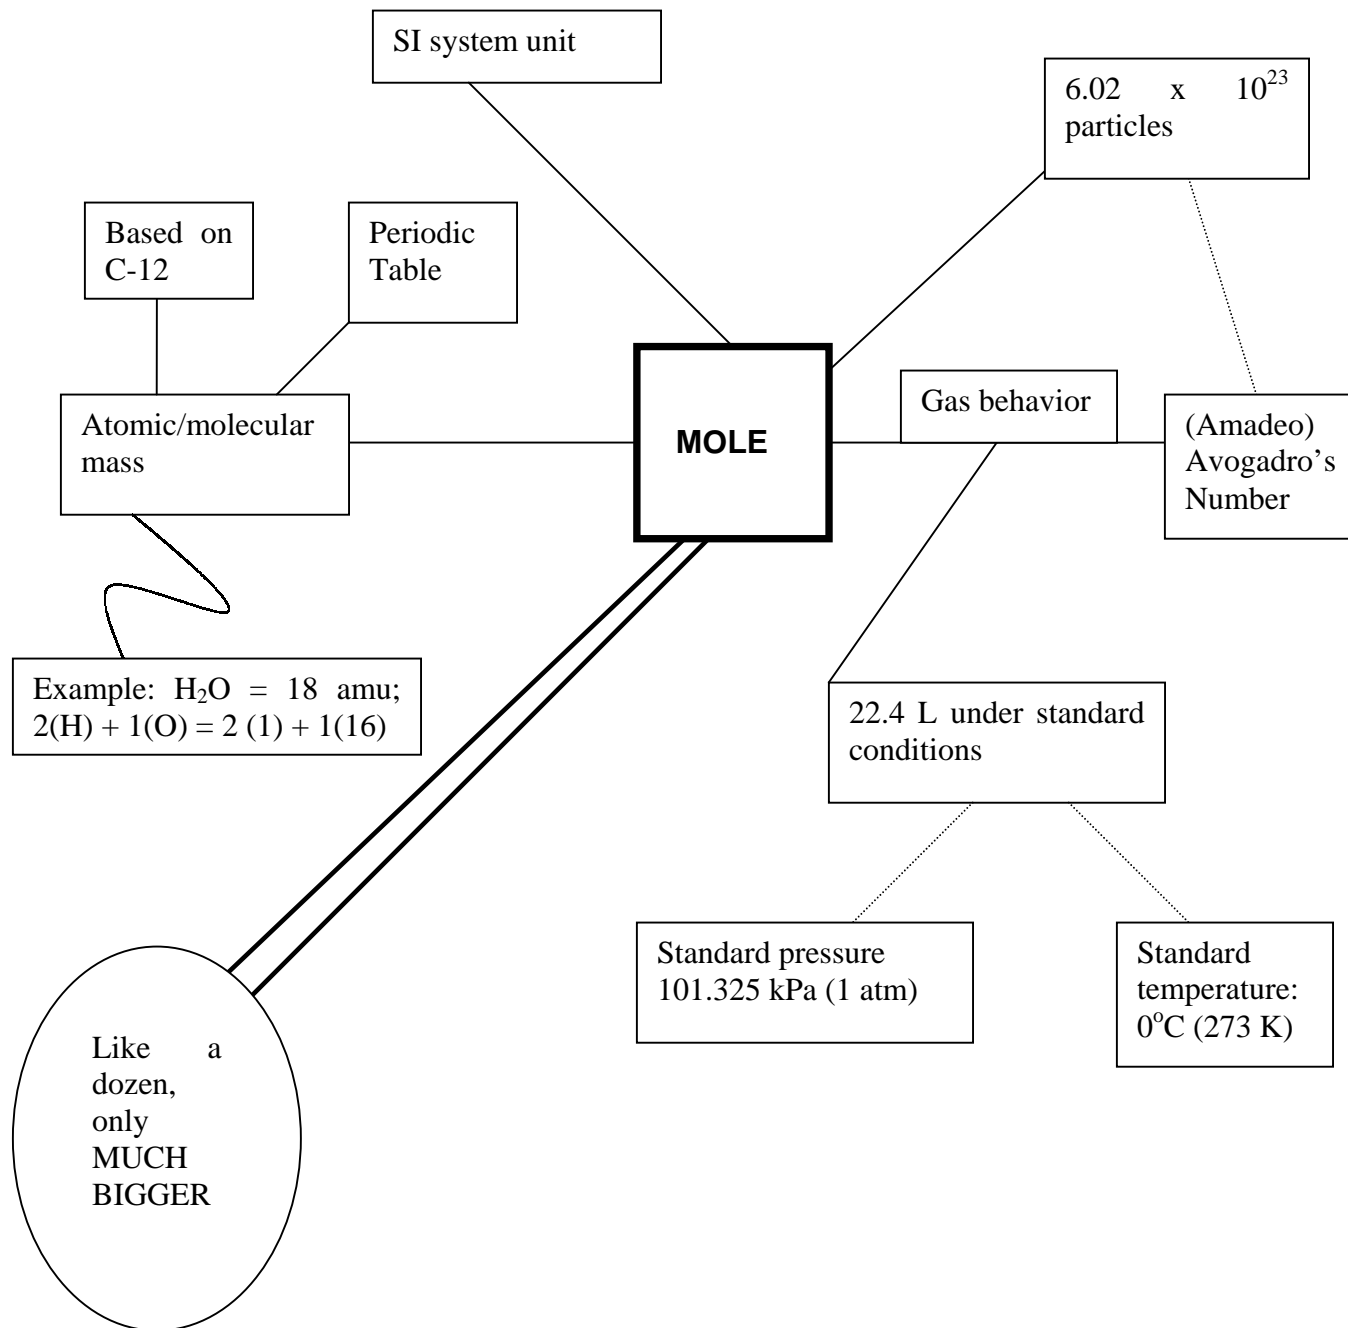 SI system unit
6.02 x 10²³
particles
Based on
C-12
Periodic
Table
Atomic/molecular
mass
MOLE
Gas behavior
(Amadeo)
Avogadro’s
Number
Example: H₂O = 18 amu;
2(H) + 1(O) = 2 (1) + 1(16)
22.4 L under standard
conditions
Standard pressure
101.325 kPa (1 atm)
Standard
temperature:
0°C (273 K)
Like a
dozen,
only
MUCH
BIGGER